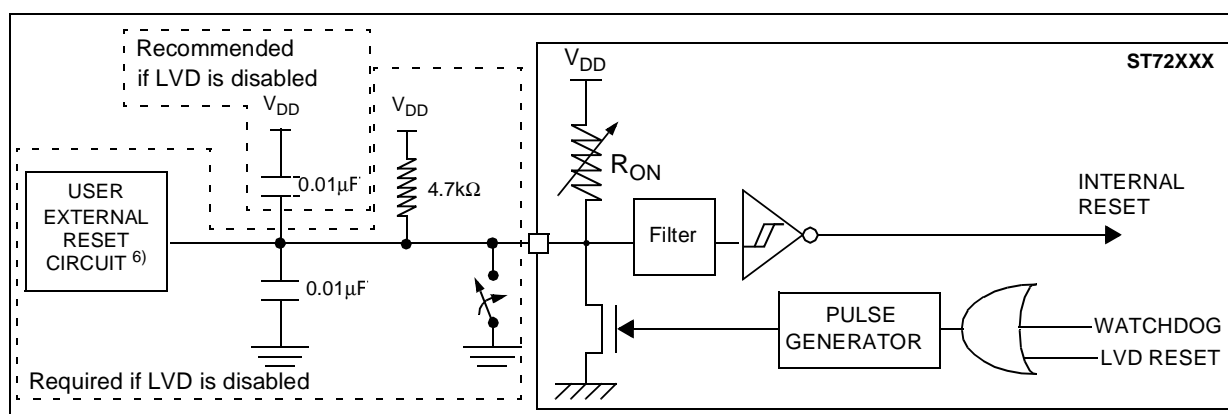 Recommended
if LVD is disabled
VDD
0.01μF
VDD
4.7kΩ
USER
EXTERNAL
RESET
CIRCUIT 6)
0.01μF
Required if LVD is disabled
ST72XXX
VDD
RON
Filter
INTERNAL
RESET
PULSE
GENERATOR
WATCHDOG
LVD RESET